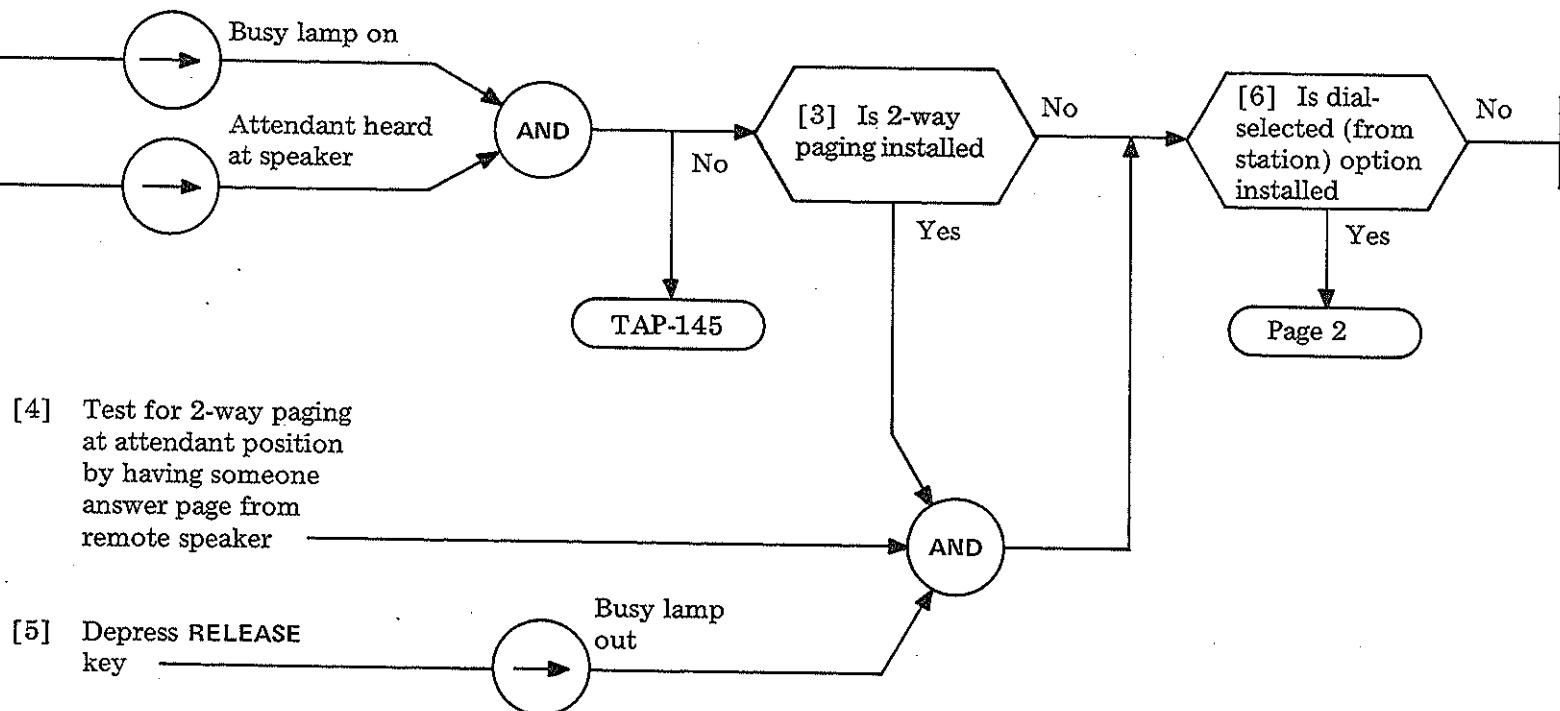 Busy lamp on
Attendant heard
at speaker
AND
No
[3] Is 2-way
paging installed
No
Yes
[6] Is dial-
selected (from
station) option
installed
No
Yes
TAP-145
Page 2
[4] Test for 2-way paging
at attendant position
by having someone
answer page from
remote speaker
AND
[5] Depress RELEASE
key
Busy lamp
out